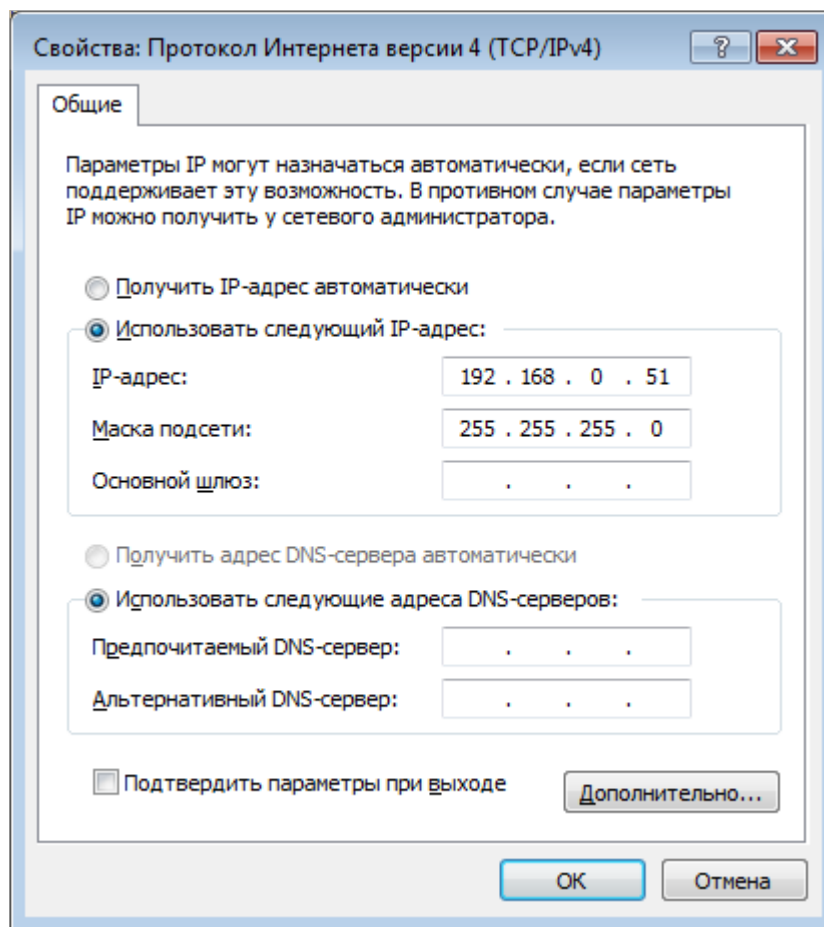 Свойства: Протокол Интернета версии 4 (TCP/IPv4)
Общие
Параметры IP могут назначаться автоматически, если сеть
поддерживает эту возможность. В противном случае параметры
IP можно получить у сетевого администратора.
Получить IP-адрес автоматически
Использовать следующий IP-адрес:
IP-адрес: 192 . 168 . 0 . 51
Маска подсети: 255 . 255 . 255 . 0
Основной шлюз: . . .
Получить адрес DNS-сервера автоматически
Использовать следующие адреса DNS-серверов:
Предпочитаемый DNS-сервер: . . .
Альтернативный DNS-сервер: . . .
Подтвердить параметры при выходе
Дополнительно...
ОК Отмена